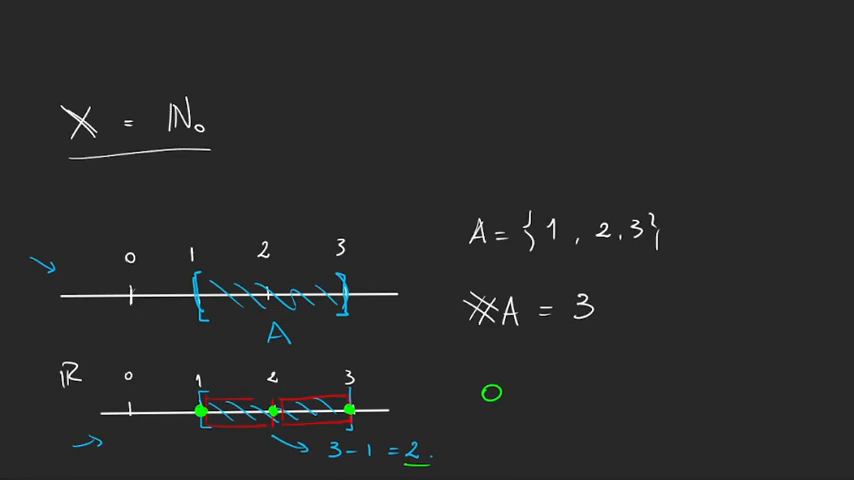 X = ℕ₀
0 1 2 3
A = {1, 2, 3}
A
#A = 3
ℝ 0 1 2 3
3 - 1 = 2.